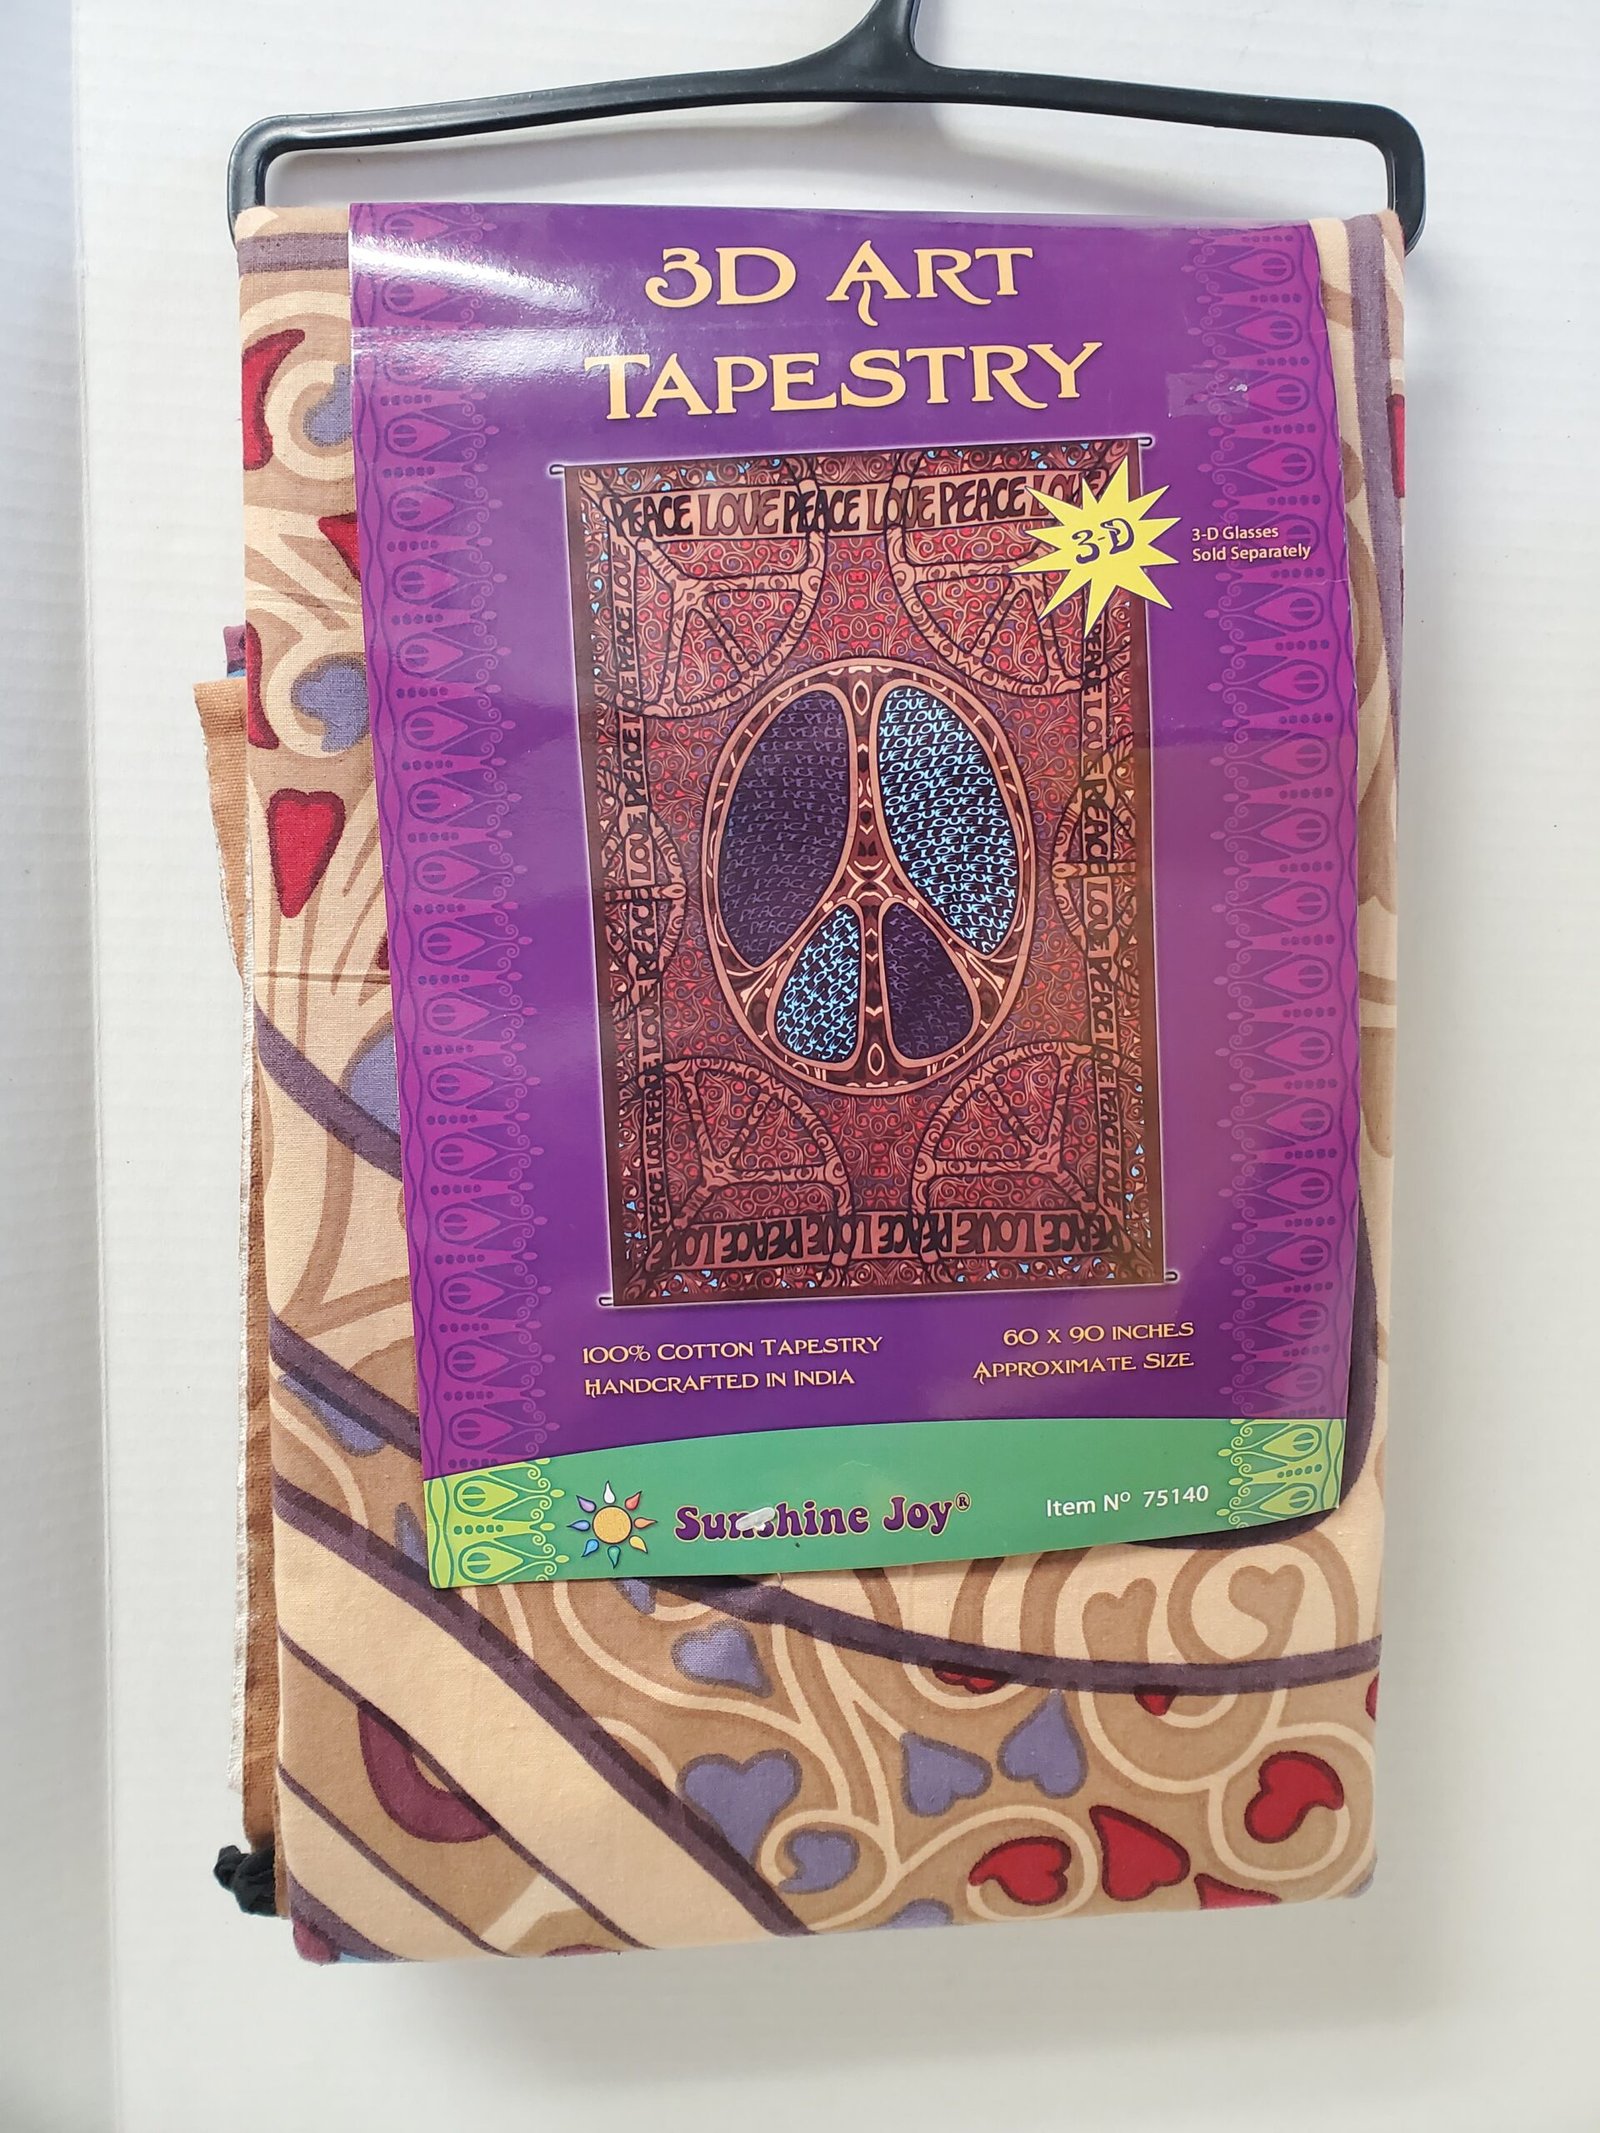 3D ART
TAPESTRY
PEACE LOVE PEACE LOVE PEACE LOVE
3-D
3-D Glasses
Sold Separately
100% COTTON TAPESTRY
HANDCRAFTED IN INDIA
60 X 90 INCHES
APPROXIMATE SIZE
Sunshine Joy®
Item Nº 75140